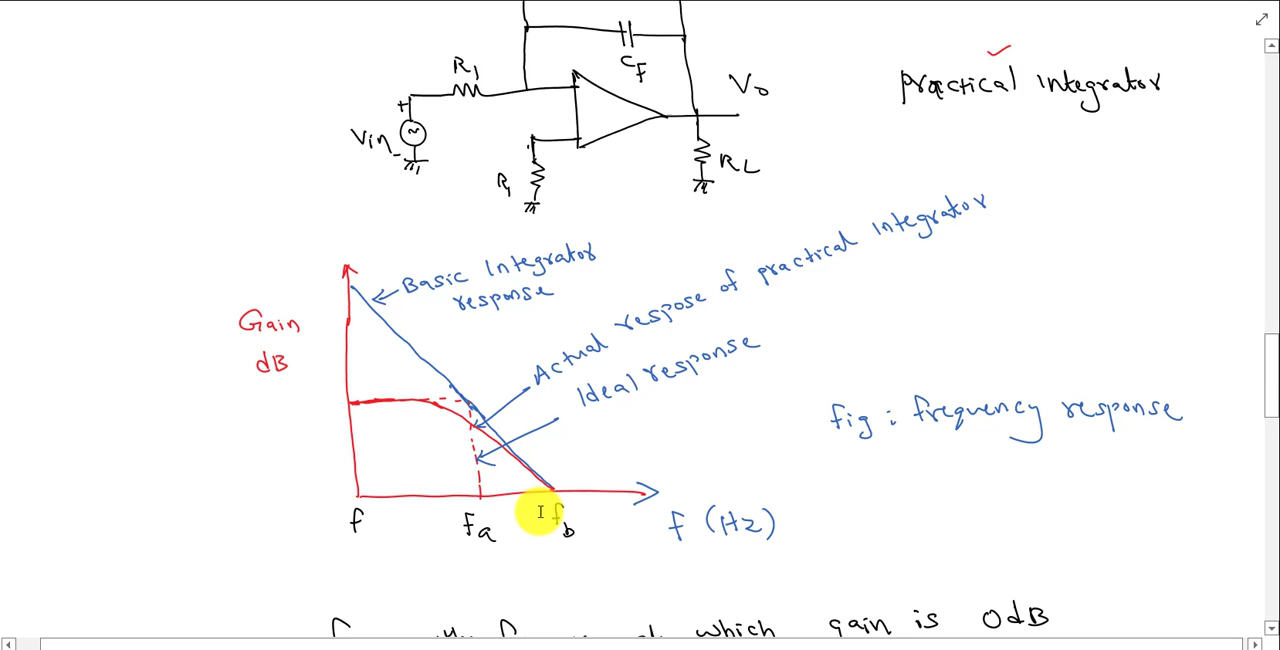 CF
R1
Vo
practical Integrator
+
Vin
-
R1
RL
Basic Integrator
response
Actual respose of practical Integrator
Ideal response
Gain
dB
fig : frequency response
f
Fa
fb
f (Hz)
which gain is 0dB